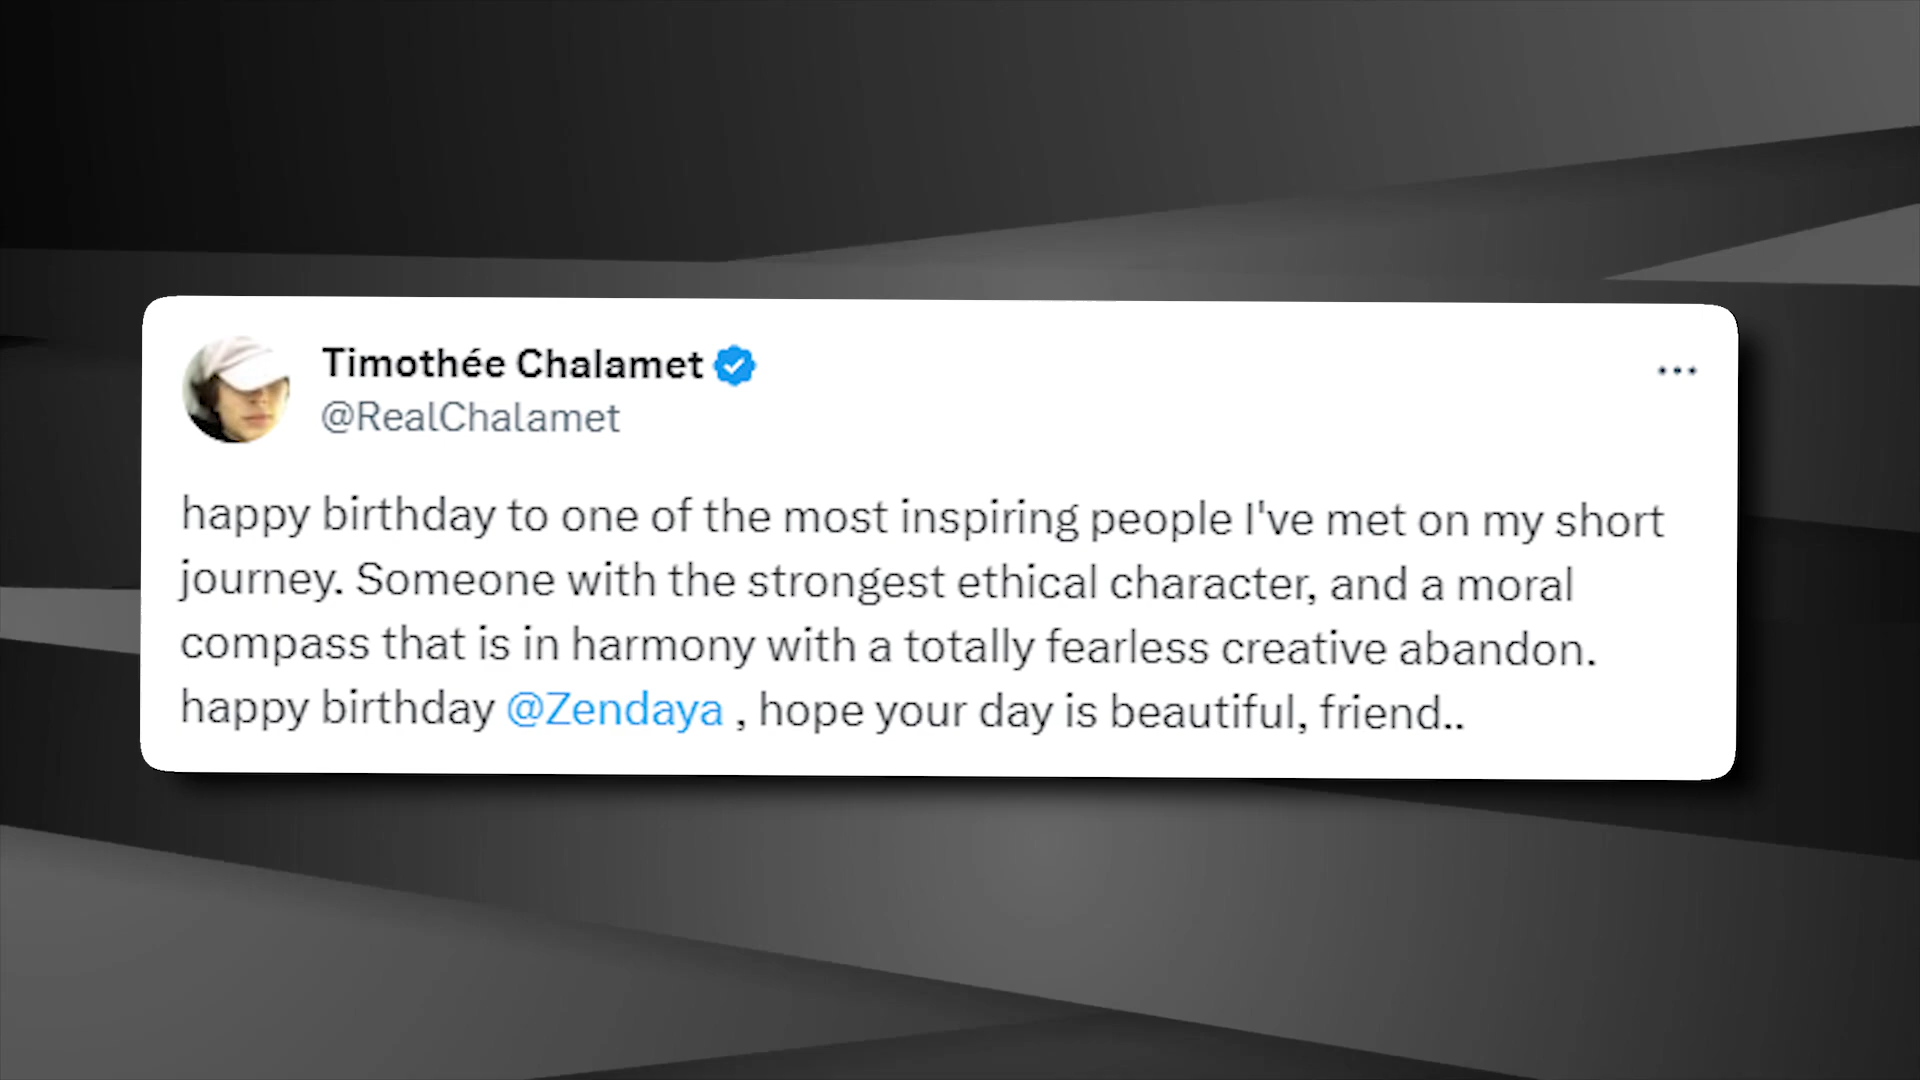 Timothée Chalamet
@RealChalamet
happy birthday to one of the most inspiring people I've met on my short
journey. Someone with the strongest ethical character, and a moral
compass that is in harmony with a totally fearless creative abandon.
happy birthday @Zendaya , hope your day is beautiful, friend..